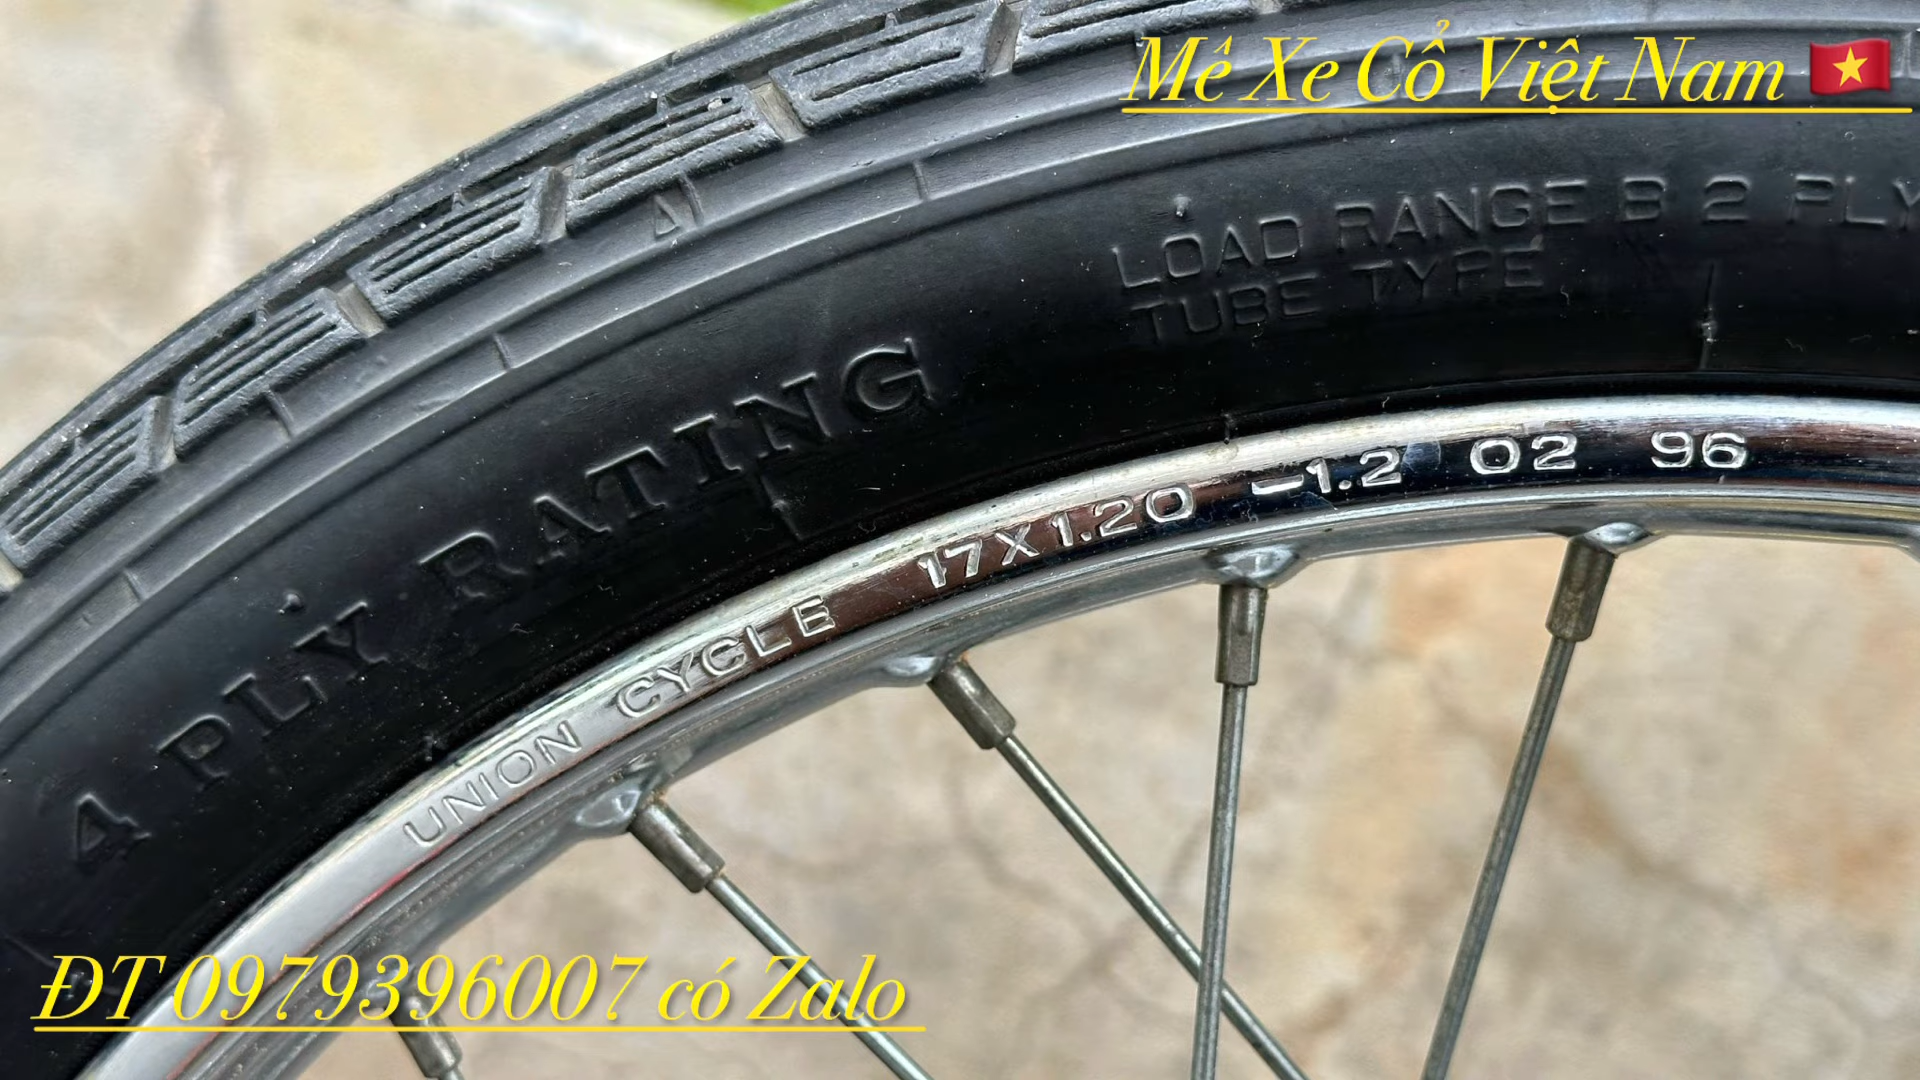 Mê Xe Cổ Việt Nam 🇻🇳
LOAD RANGE B 2 PLY
TUBE TYPE
4 PLY RATING
UNION CYCLE 17X1.20 -1.2 02 96
ĐT 0979396007 có Zalo